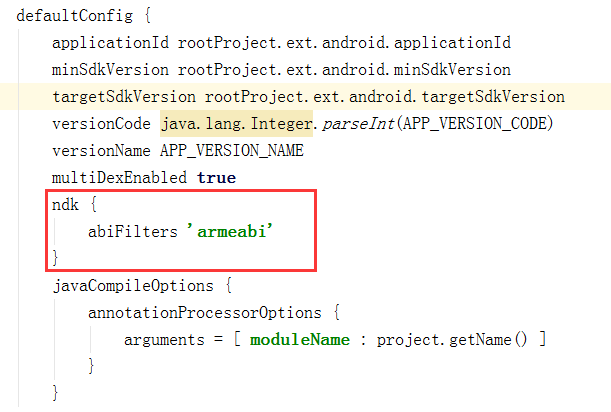 defaultConfig {
    applicationId rootProject.ext.android.applicationId
    minSdkVersion rootProject.ext.android.minSdkVersion
    targetSdkVersion rootProject.ext.android.targetSdkVersion
    versionCode java.lang.Integer.parseInt(APP_VERSION_CODE)
    versionName APP_VERSION_NAME
    multiDexEnabled true
    ndk {
        abiFilters 'armeabi'
    }
    javaCompileOptions {
        annotationProcessorOptions {
            arguments = [ moduleName : project.getName() ]
        }
    }